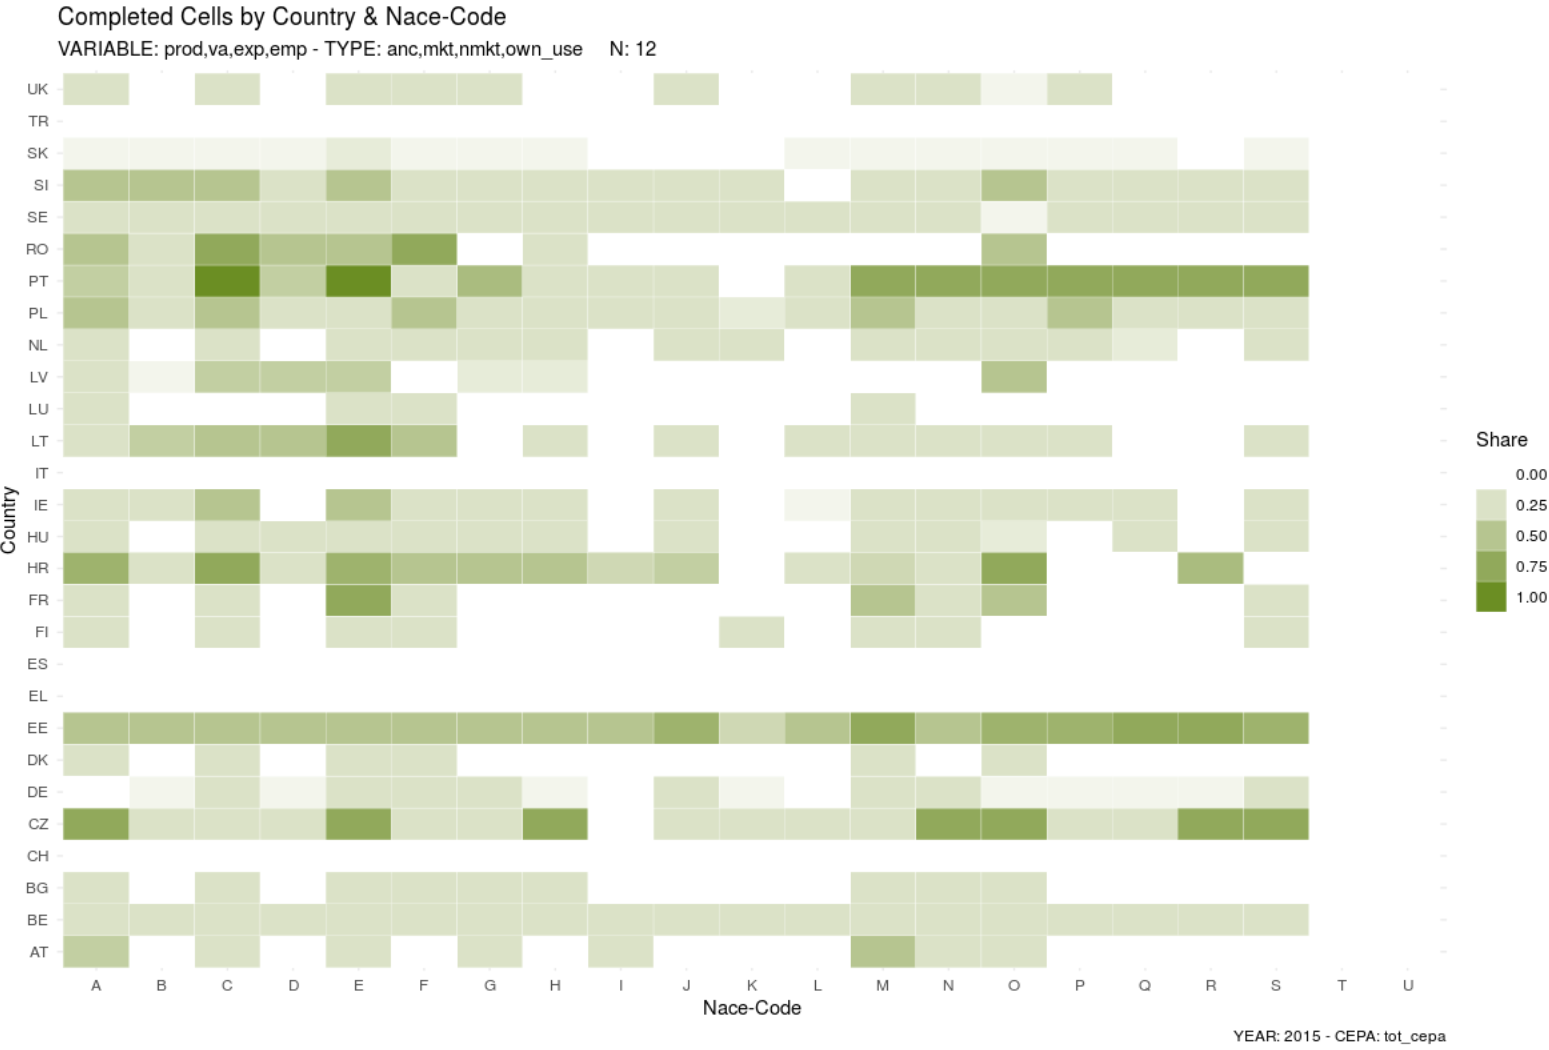 Completed Cells by Country & Nace-Code
VARIABLE: prod,va,exp,emp - TYPE: anc,mkt,nmkt,own_use N: 12
UK
TR
SK
SI
SE
RO
PT
PL
NL
LV
LU
LT
IT
IE
HU
HR
FR
FI
ES
EL
EE
DK
DE
CZ
CH
BG
BE
AT
Country
A B C D E F G H I J K L M N O P Q R S T U
Nace-Code
Share
0.00
0.25
0.50
0.75
1.00
YEAR: 2015 - CEPA: tot_cepa